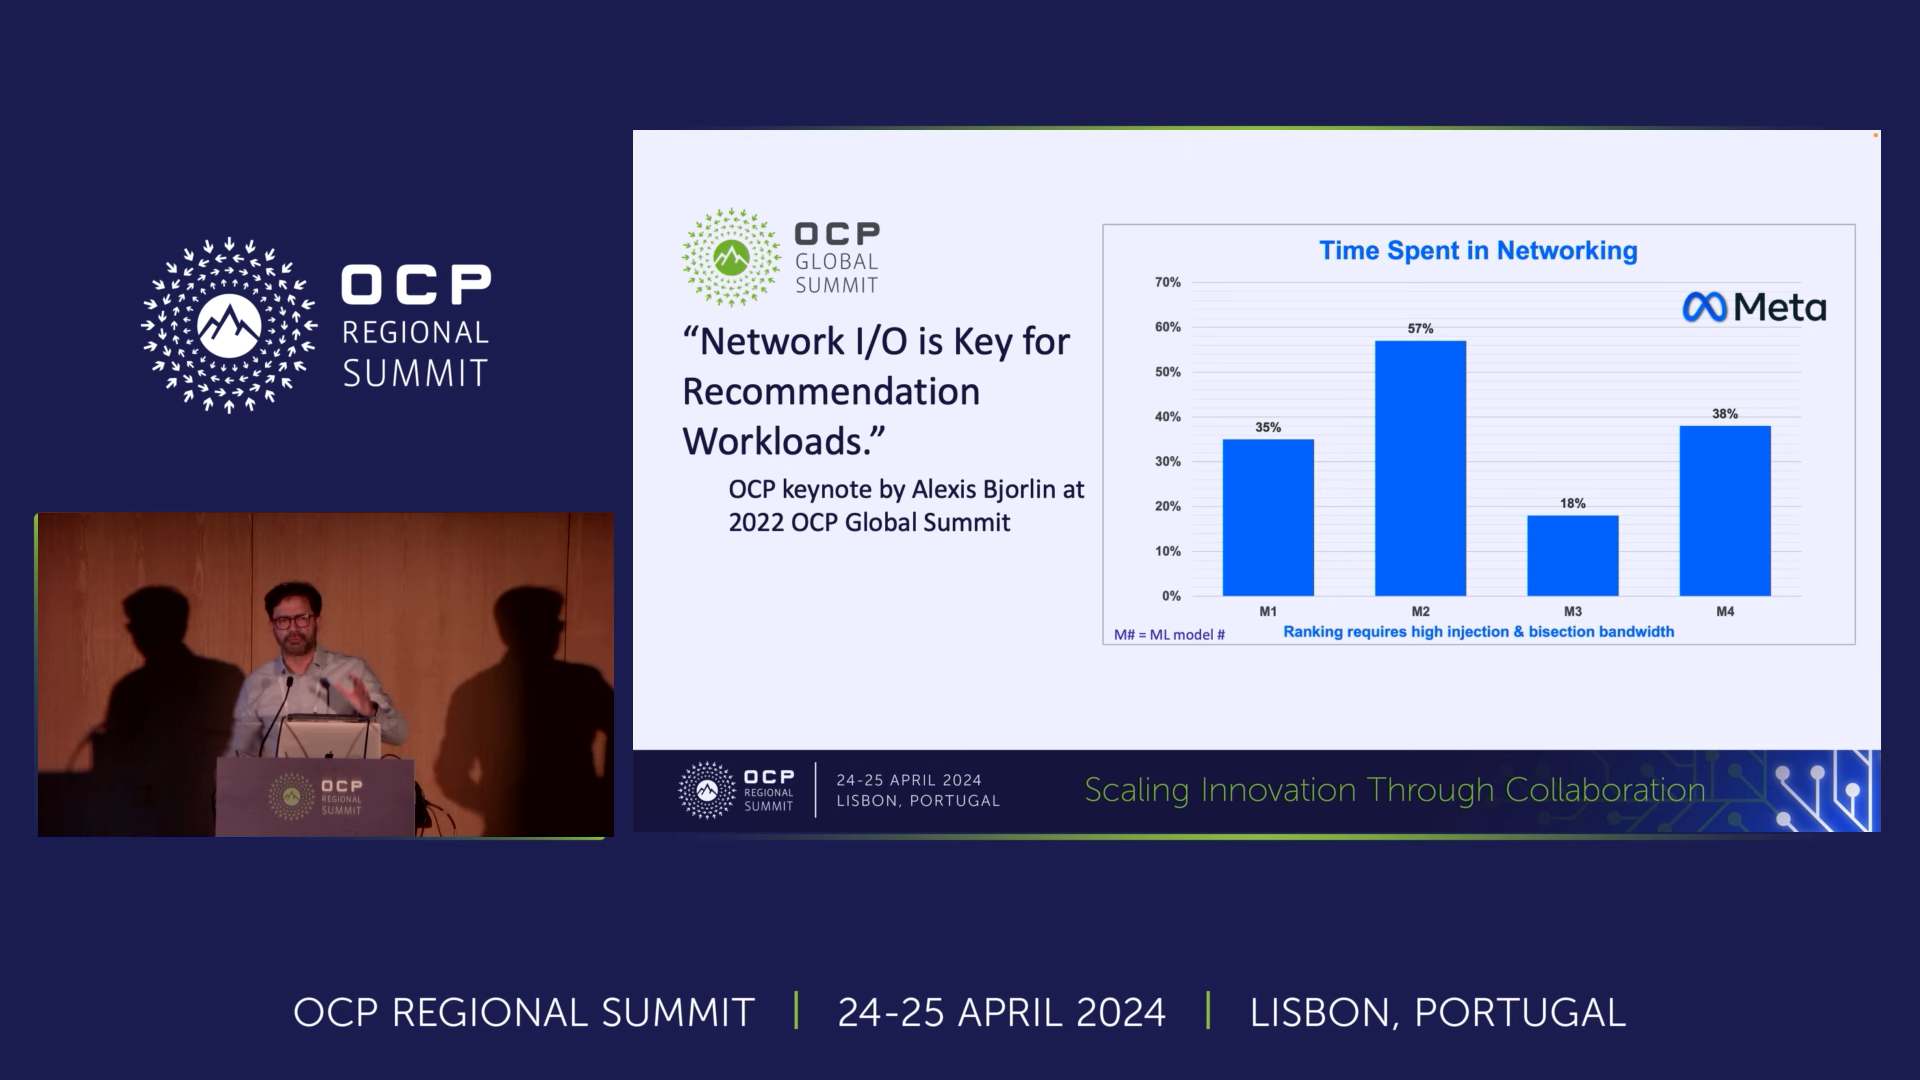 OCP
REGIONAL
SUMMIT
OCP
REGIONAL
SUMMIT
OCP
GLOBAL
SUMMIT
“Network I/O is Key for
Recommendation
Workloads.”
OCP keynote by Alexis Bjorlin at
2022 OCP Global Summit
Time Spent in Networking
Meta
70%
60%
50%
40%
30%
20%
10%
0%
35%
57%
18%
38%
M1
M2
M3
M4
M# = ML model #
Ranking requires high injection & bisection bandwidth
OCP
REGIONAL
SUMMIT
24-25 APRIL 2024
LISBON, PORTUGAL
Scaling Innovation Through Collaboration
OCP REGIONAL SUMMIT | 24-25 APRIL 2024 | LISBON, PORTUGAL